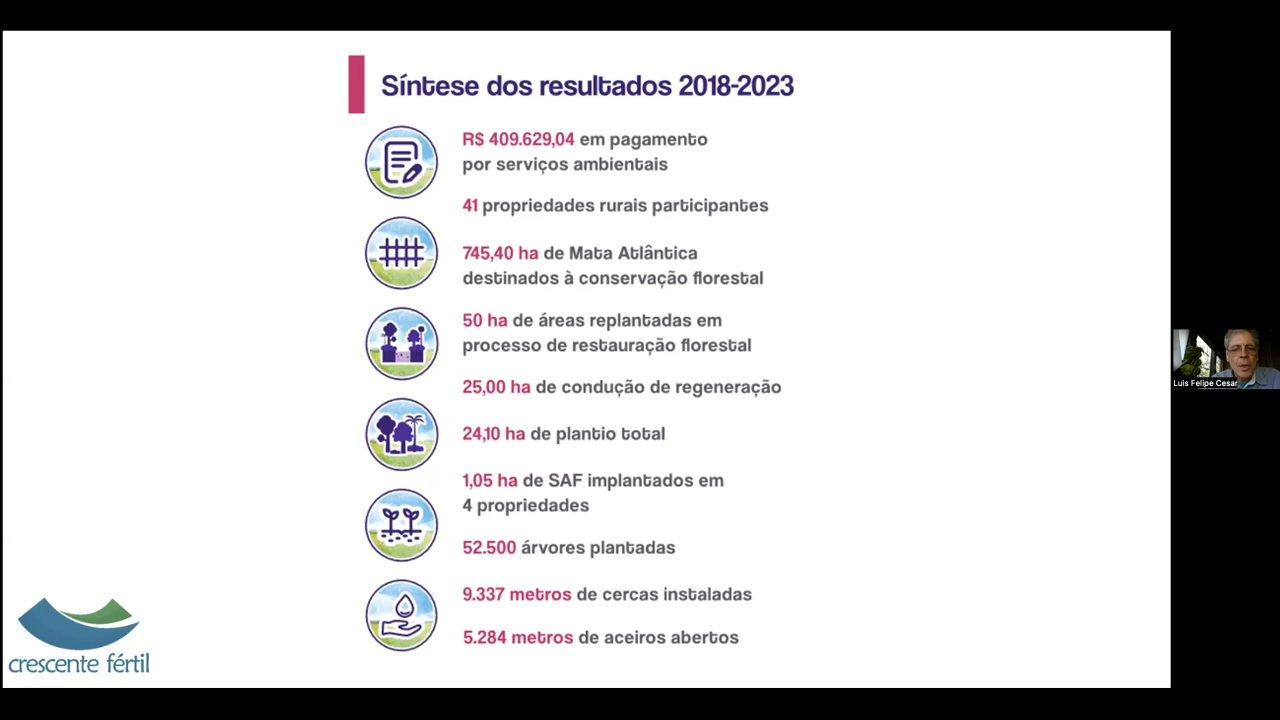 Síntese dos resultados 2018-2023
R$ 409.629,04 em pagamento
por serviços ambientais
41 propriedades rurais participantes
745,40 ha de Mata Atlântica
destinados à conservação florestal
50 ha de áreas replantadas em
processo de restauração florestal
25,00 ha de condução de regeneração
24,10 ha de plantio total
1,05 ha de SAF implantados em
4 propriedades
52.500 árvores plantadas
9.337 metros de cercas instaladas
5.284 metros de aceiros abertos
crescente fértil
Luis Felipe Cesar